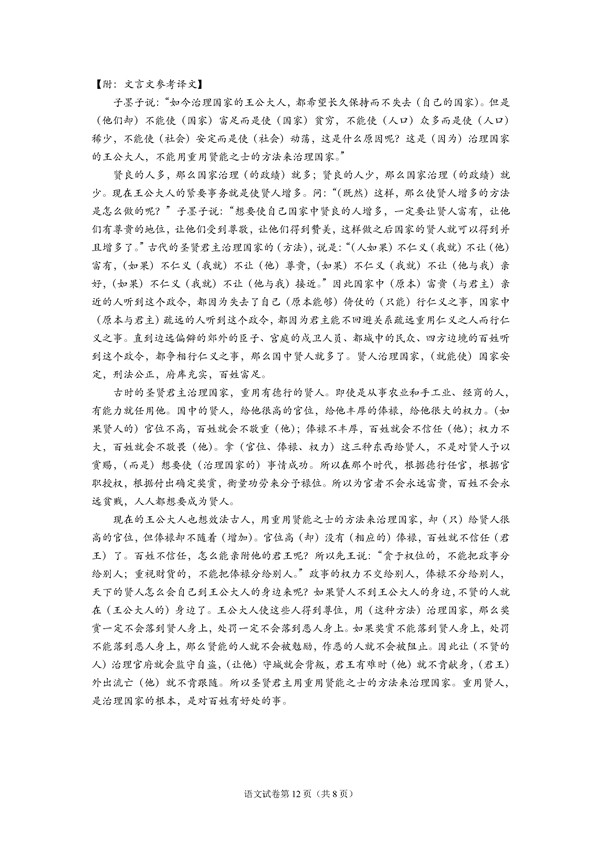 【附：文言文参考译文】
子墨子说：“如今治理国家的王公大人，都希望长久保持而不失去（自己的国家）。但是
（他们却）不能使（国家）富足而是使（国家）贫穷，不能使（人口）众多而是使（人口）
稀少，不能使（社会）安定而是使（社会）动荡，这是什么原因呢？这是（因为）治理国家
的王公大人，不能用重用贤能之士的方法来治理国家。”
贤良的人多，那么国家治理（的政绩）就多；贤良的人少，那么国家治理（的政绩）就
少。现在王公大人的紧要事务就是使贤人增多。问：“（既然）这样，那么使贤人增多的方法
是怎么做的呢？”子墨子说：“想要使自己国家中贤良的人增多，一定要让贤人富有，让他
们有尊贵的地位，让他们受到尊敬，让他们得到赞美，这样做之后国家的贤人就可以得到并
且增多了。”古代的圣贤君主治理国家的（方法），说是：“（人如果）不仁义（我就）不让（他）
富有，（如果）不仁义（我就）不让（他）尊贵，（如果）不仁义（我就）不让（他与我）亲
好，（如果）不仁义（我就）不让（他与我）接近。”因此国家中（原本）富贵（与君主）亲
近的人听到这个政令，都因为失去了自己（原本能够）倚仗的（只能）行仁义之事，国家中
（原本与君主）疏远的人听到这个政令，都因为君主能不回避关系疏远重用仁义之人而行仁
义之事。直到边远偏僻的郊外的臣子、宫庭的戍卫人员、都城中的民众、四方边境的百姓听
到这个政令，都争相行仁义之事，那么国中贤人就多了。贤人治理国家，（就能使）国家安
定，刑法公正，府库充实，百姓富足。
古时的圣贤君主治理国家，重用有德行的贤人。即使是从事农业和手工业、经商的人，
有能力就任用他。国中的贤人，给他很高的官位，给他丰厚的俸禄，给他很大的权力。（如
果贤人的）官位不高，百姓就会不敬重（他）；俸禄不丰厚，百姓就会不信任（他）；权力不
大，百姓就会不敬畏（他）。拿（官位、俸禄、权力）这三种东西给贤人，不是对贤人予以
赏赐，（而是）想要使（治理国家的）事情成功。所以在那个时代，根据德行任官，根据官
职授权，根据付出确定奖赏，衡量功劳来分予禄位。所以为官者不会永远富贵，百姓不会永
远贫贱，人人都想要成为贤人。
现在的王公大人也想效法古人，用重用贤能之士的方法来治理国家，却（只）给贤人很
高的官位，但俸禄却不随着（增加）。官位高（却）没有（相应的）俸禄，百姓就不信任（君
王）了。百姓不信任，怎么能亲附他的君王呢？所以先王说：“贪于权位的，不能把政事分
给别人；重视财货的，不能把俸禄分给别人。”政事的权力不交给别人，俸禄不分给别人，
天下的贤人怎么会自己到王公大人的身边来呢？如果贤人不到王公大人的身边，不贤的人就
在（王公大人的）身边了。王公大人使这些人得到尊位，用（这种方法）治理国家，那么奖
赏一定不会落到贤人身上，处罚一定不会落到恶人身上。如果奖赏不能落到贤人身上，处罚
不能落到恶人身上，那么贤能的人就不会被勉励，作恶的人就不会被阻止。因此让（不贤的
人）治理官府就会监守自盗，（让他）守城就会背叛，君王有难时（他）就不肯献身，（君王）
外出流亡（他）就不肯跟随。所以圣贤君主用重用贤能之士的方法来治理国家。重用贤人，
是治理国家的根本，是对百姓有好处的事。
语文试卷第 12 页（共 8 页）